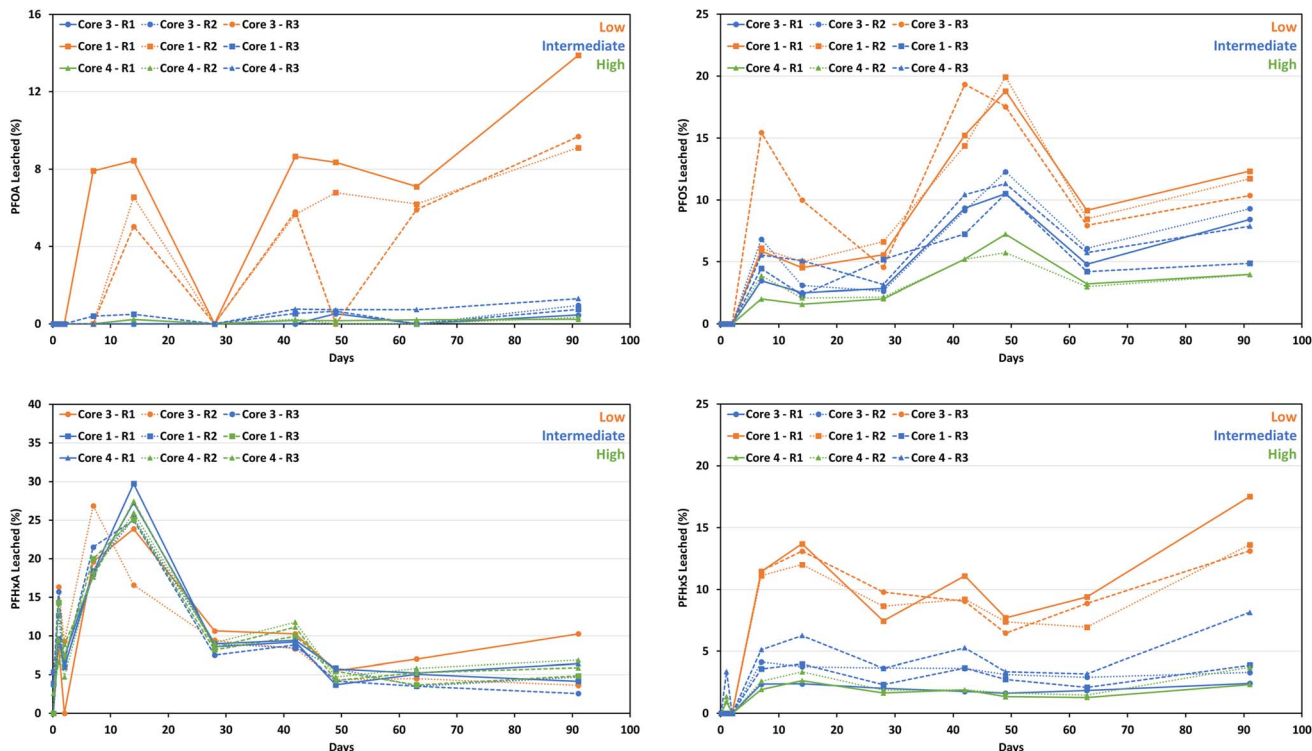 Core 3 - R1 Core 3 - R2 Core 3 - R3
Core 1 - R1 Core 1 - R2 Core 1 - R3
Core 4 - R1 Core 4 - R2 Core 4 - R3
Low
Intermediate
High
PFOA Leached (%)
16
12
8
4
0
0 10 20 30 40 50 60 70 80 90 100
Days
Core 3 - R1 Core 3 - R2 Core 3 - R3
Core 1 - R1 Core 1 - R2 Core 1 - R3
Core 4 - R1 Core 4 - R2 Core 4 - R3
Low
Intermediate
High
PFOS Leached (%)
25
20
15
10
5
0
0 10 20 30 40 50 60 70 80 90 100
Days
Core 3 - R1 Core 3 - R2 Core 3 - R3
Core 1 - R1 Core 1 - R2 Core 1 - R3
Core 4 - R1 Core 4 - R2 Core 4 - R3
Low
Intermediate
High
PFHxA Leached (%)
40
35
30
25
20
15
10
5
0
0 10 20 30 40 50 60 70 80 90 100
Days
Core 3 - R1 Core 3 - R2 Core 3 - R3
Core 1 - R1 Core 1 - R2 Core 1 - R3
Core 4 - R1 Core 4 - R2 Core 4 - R3
Low
Intermediate
High
PFHxS Leached (%)
25
20
15
10
5
0
0 10 20 30 40 50 60 70 80 90 100
Days